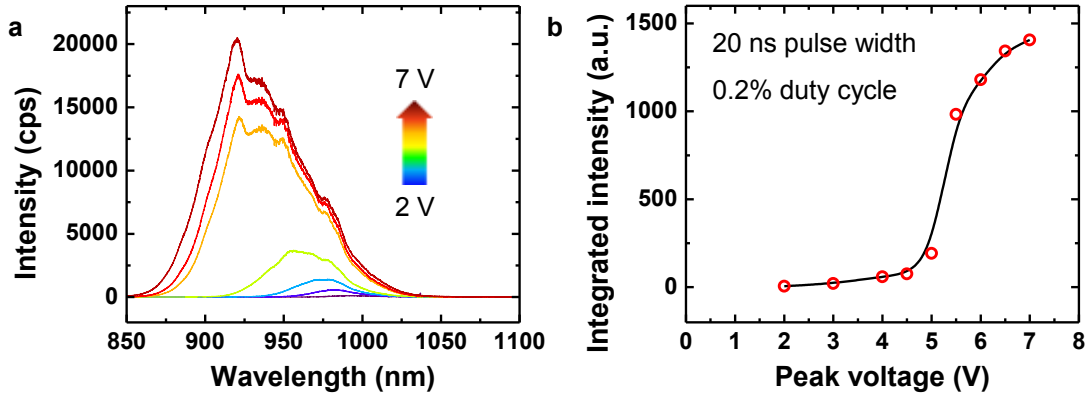 a
Intensity (cps)
20000
15000
10000
5000
0
7 V
2 V
850
900
950
1000
1050
1100
Wavelength (nm)
b
Integrated intensity (a.u.)
1500
1000
500
0
20 ns pulse width
0.2% duty cycle
0
1
2
3
4
5
6
7
8
Peak voltage (V)